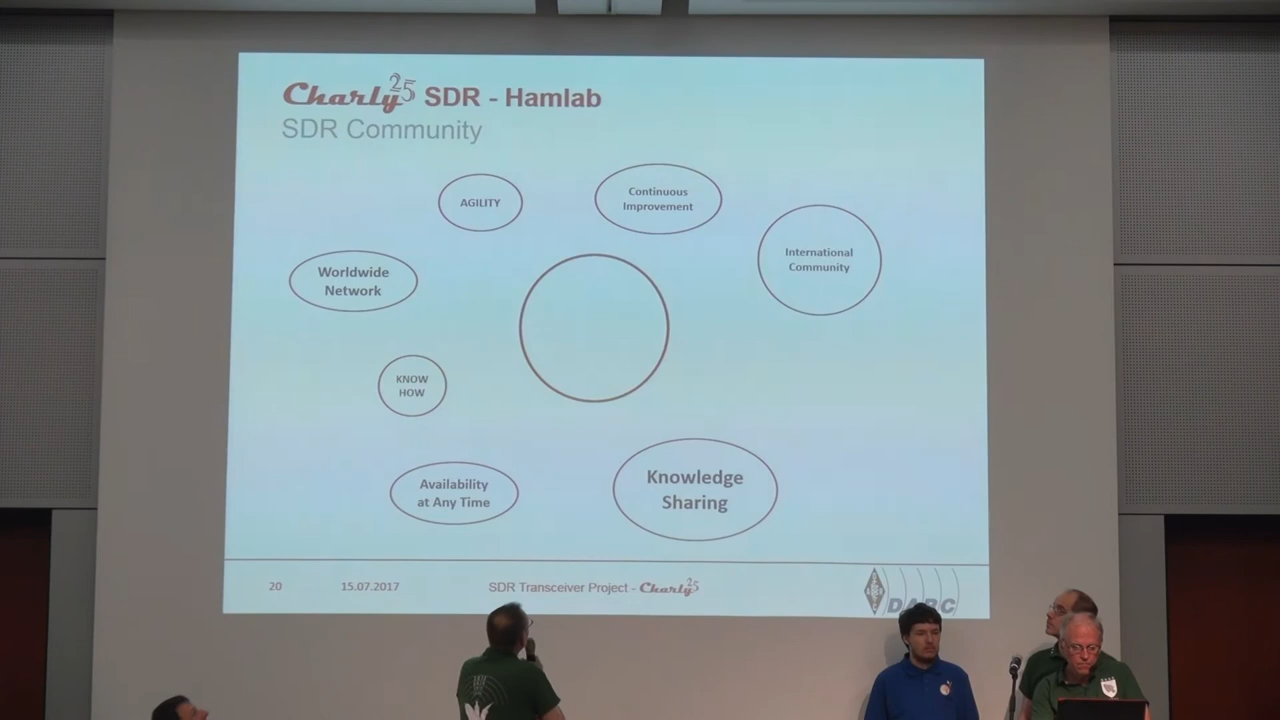 Charly25 SDR - Hamlab
SDR Community
AGILITY
Continuous
Improvement
International
Community
Worldwide
Network
KNOW
HOW
Availability
at Any Time
Knowledge
Sharing
20
15.07.2017
SDR Transceiver Project - Charly25
DARC